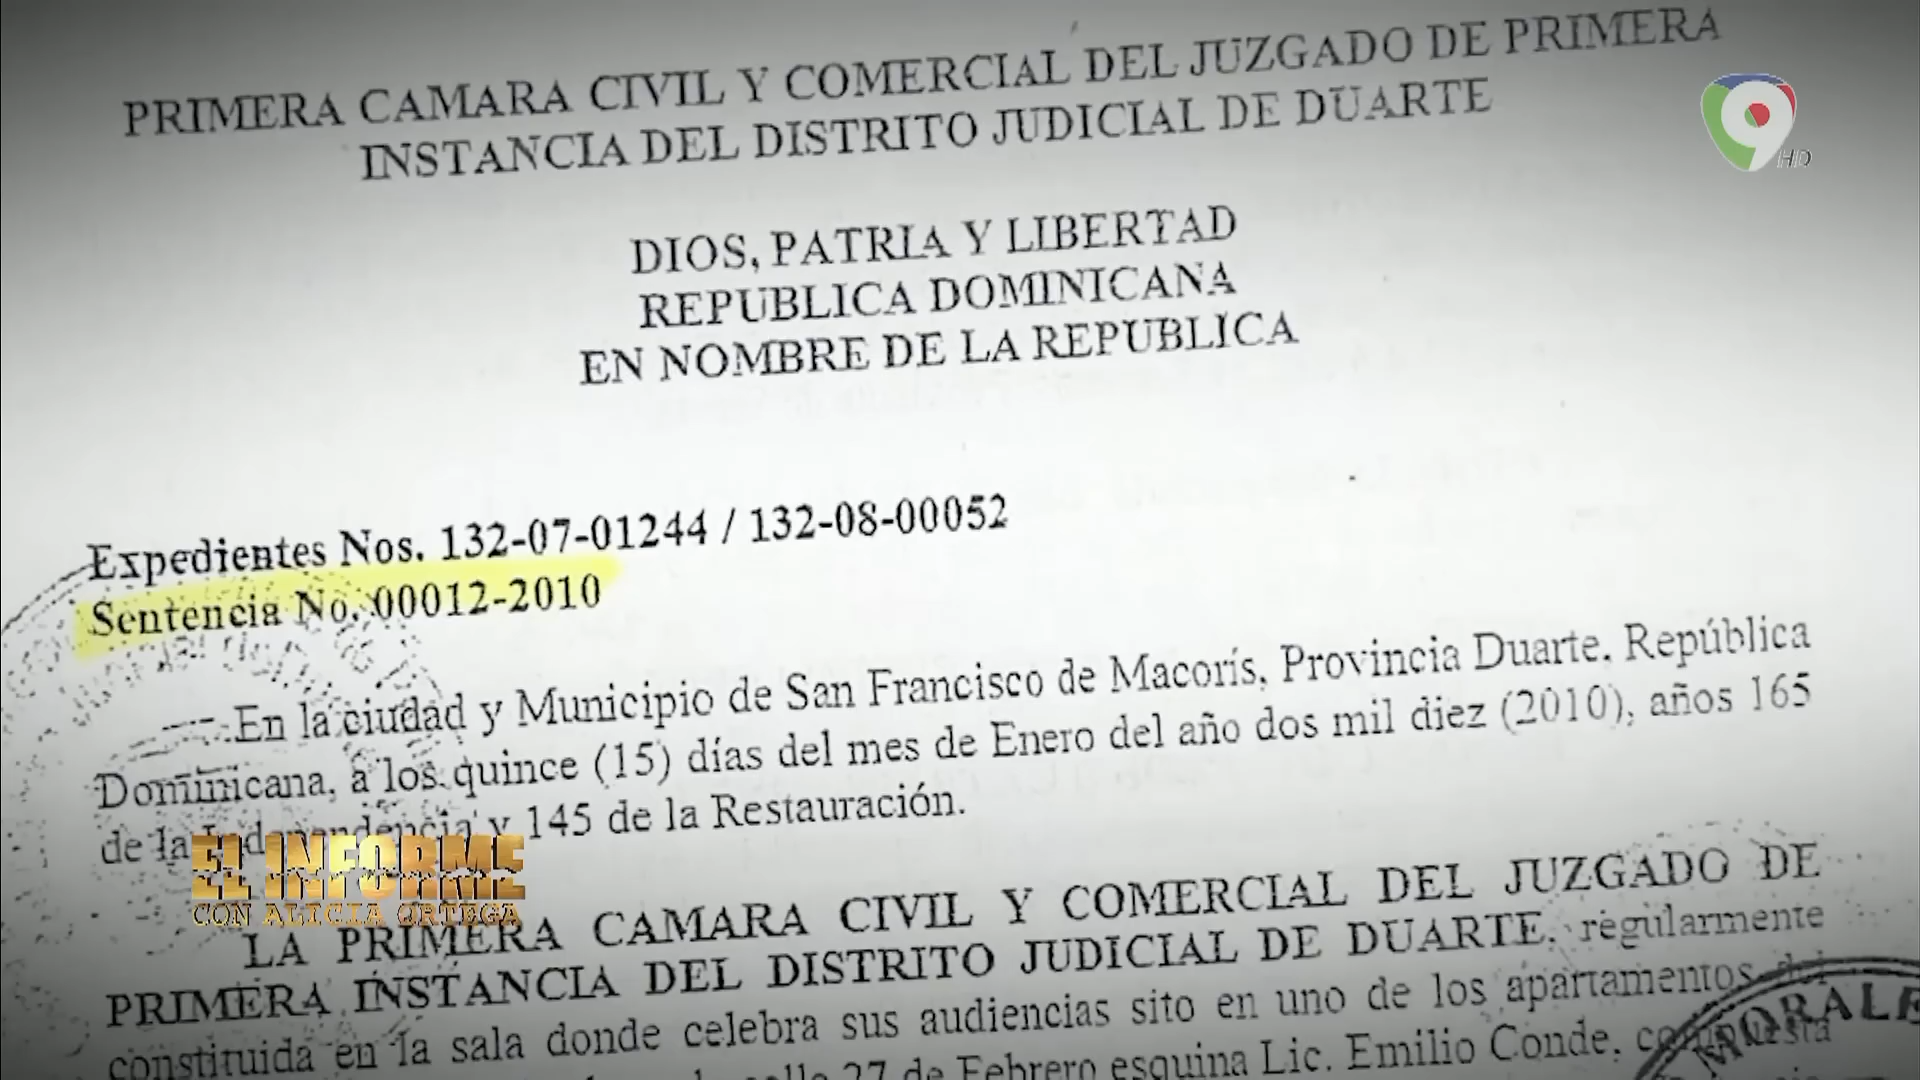 PRIMERA CAMARA CIVIL Y COMERCIAL DEL JUZGADO DE PRIMERA
INSTANCIA DEL DISTRITO JUDICIAL DE DUARTE
HD
DIOS, PATRIA Y LIBERTAD
REPUBLICA DOMINICANA
EN NOMBRE DE LA REPUBLICA
Expedientes Nos. 132-07-01244 / 132-08-00052
Sentencia No. 00012-2010
En la ciudad y Municipio de San Francisco de Macorís, Provincia Duarte, República
Dominicana, a los quince (15) días del mes de Enero del año dos mil diez (2010), años 165
de la Independencia y 145 de la Restauración.
EL INFORME
CON ALICIA ORTEGA
LA PRIMERA CAMARA CIVIL Y COMERCIAL DEL JUZGADO DE
PRIMERA INSTANCIA DEL DISTRITO JUDICIAL DE DUARTE, regularmente
constituida en la sala donde celebra sus audiencias sito en uno de los apartamentos del
calle 27 de Febrero esquina Lic. Emilio Conde, compuesta
MORALE